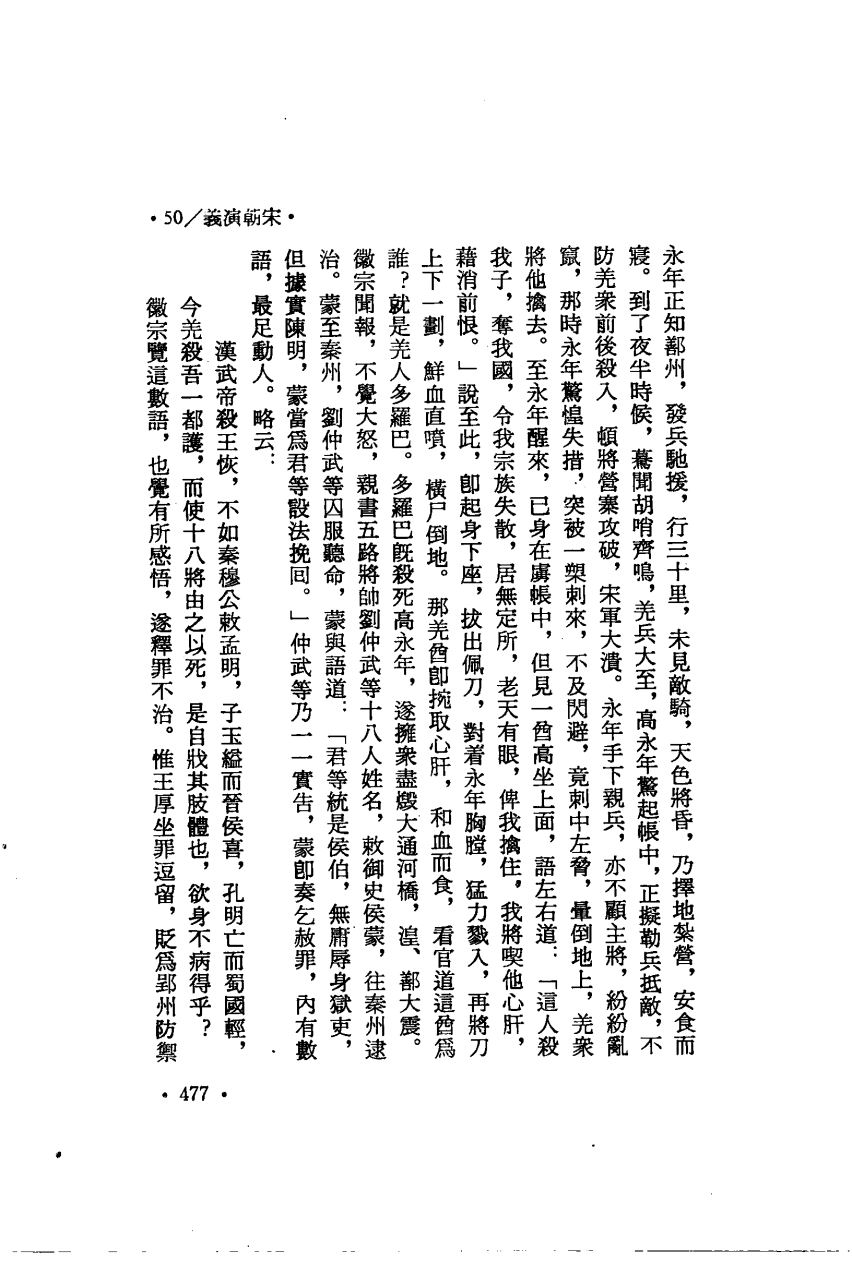 •宋朝演義／50•
永年正知鄯州，發兵馳援，行三十里，未見敵騎，天色將昏，乃擇地紮營，安食而
寢。到了夜半時候，驀聞胡哨齊鳴，羌兵大至，高永年驚起帳中，正擬勒兵抵敵，不
防羌衆前後殺入，頓將營寨攻破，宋軍大潰。永年手下親兵，亦不顧主將，紛紛亂
竄，那時永年驚惶失措，突被一槊刺來，不及閃避，竟刺中左脅，暈倒地上，羌衆
將他擒去。至永年醒來，已身在虜帳中，但見一酋高坐上面，語左右道：「這人殺
我子，奪我國，令我宗族失散，居無定所，老天有眼，俾我擒住，我將喫他心肝，
藉消前恨。」說至此，卽起身下座，拔出佩刀，對着永年胸膛，猛力戳入，再將刀
上下一劃，鮮血直噴，橫尸倒地。那羌酋卽挖取心肝，和血而食，看官道這酋爲
誰？就是羌人多羅巴。多羅巴旣殺死高永年，遂擁衆盡燬大通河橋，湟、鄯大震。
徽宗聞報，不覺大怒，親書五路將帥劉仲武等十八人姓名，敕御史侯蒙，往秦州逮
治。蒙至秦州，劉仲武等囚服聽命，蒙與語道：「君等統是侯伯，無庸辱身獄吏，
但據實陳明，蒙當爲君等設法挽囘。」仲武等乃一一實吿，蒙卽奏乞赦罪，內有數
語，最足動人。略云：
漢武帝殺王恢，不如秦穆公敕孟明，子玉縊而晉侯喜，孔明亡而蜀國輕，
今羌殺吾一都護，而使十八將由之以死，是自戕其肢體也，欲身不病得乎？
徽宗覽這數語，也覺有所感悟，遂釋罪不治。惟王厚坐罪逗留，貶爲郢州防禦
•477•